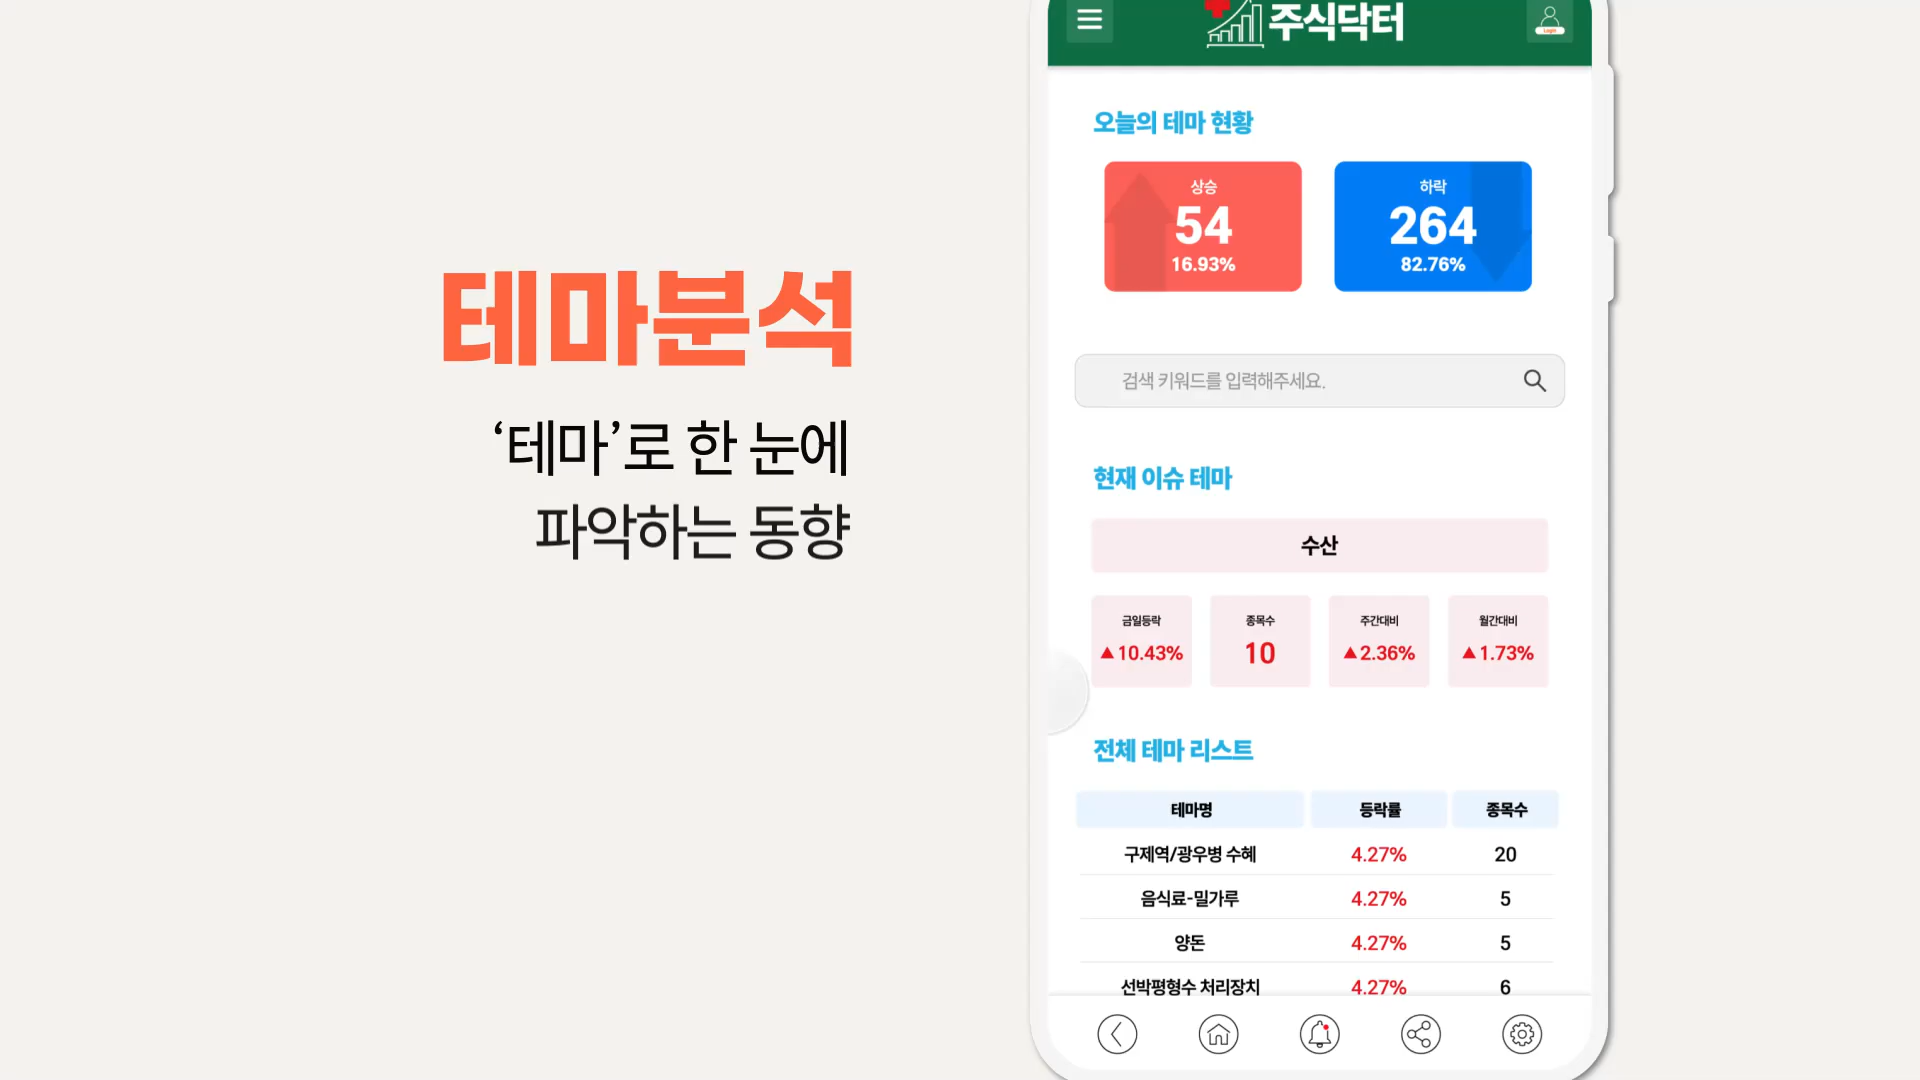 테마분석
‘테마’로 한 눈에
파악하는 동향
주식닥터
Login
오늘의 테마 현황
상승
54
16.93%
하락
264
82.76%
검색 키워드를 입력해주세요.
현재 이슈 테마
수산
금일등락
▲10.43%
종목수
10
주간대비
▲2.36%
월간대비
▲1.73%
전체 테마 리스트
테마명 등락률 종목수
구제역/광우병 수혜 4.27% 20
음식료-밀가루 4.27% 5
양돈 4.27% 5
선박평형수 처리장치 4.27% 6